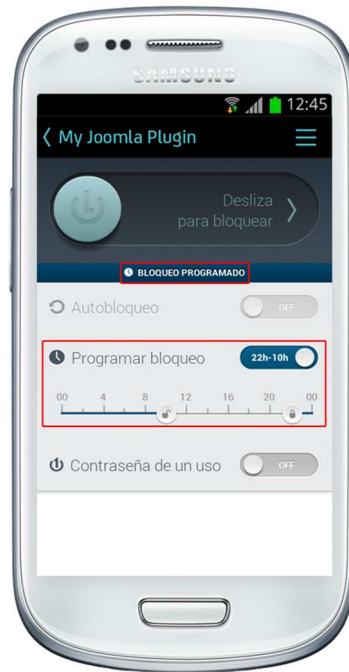 SAMSUNG
12:45
My Joomla Plugin
Desliza
para bloquear
BLOQUEO PROGRAMADO
Autobloqueo
OFF
Programar bloqueo
22h-10h
00 4 8 12 16 20 00
Contraseña de un uso
OFF